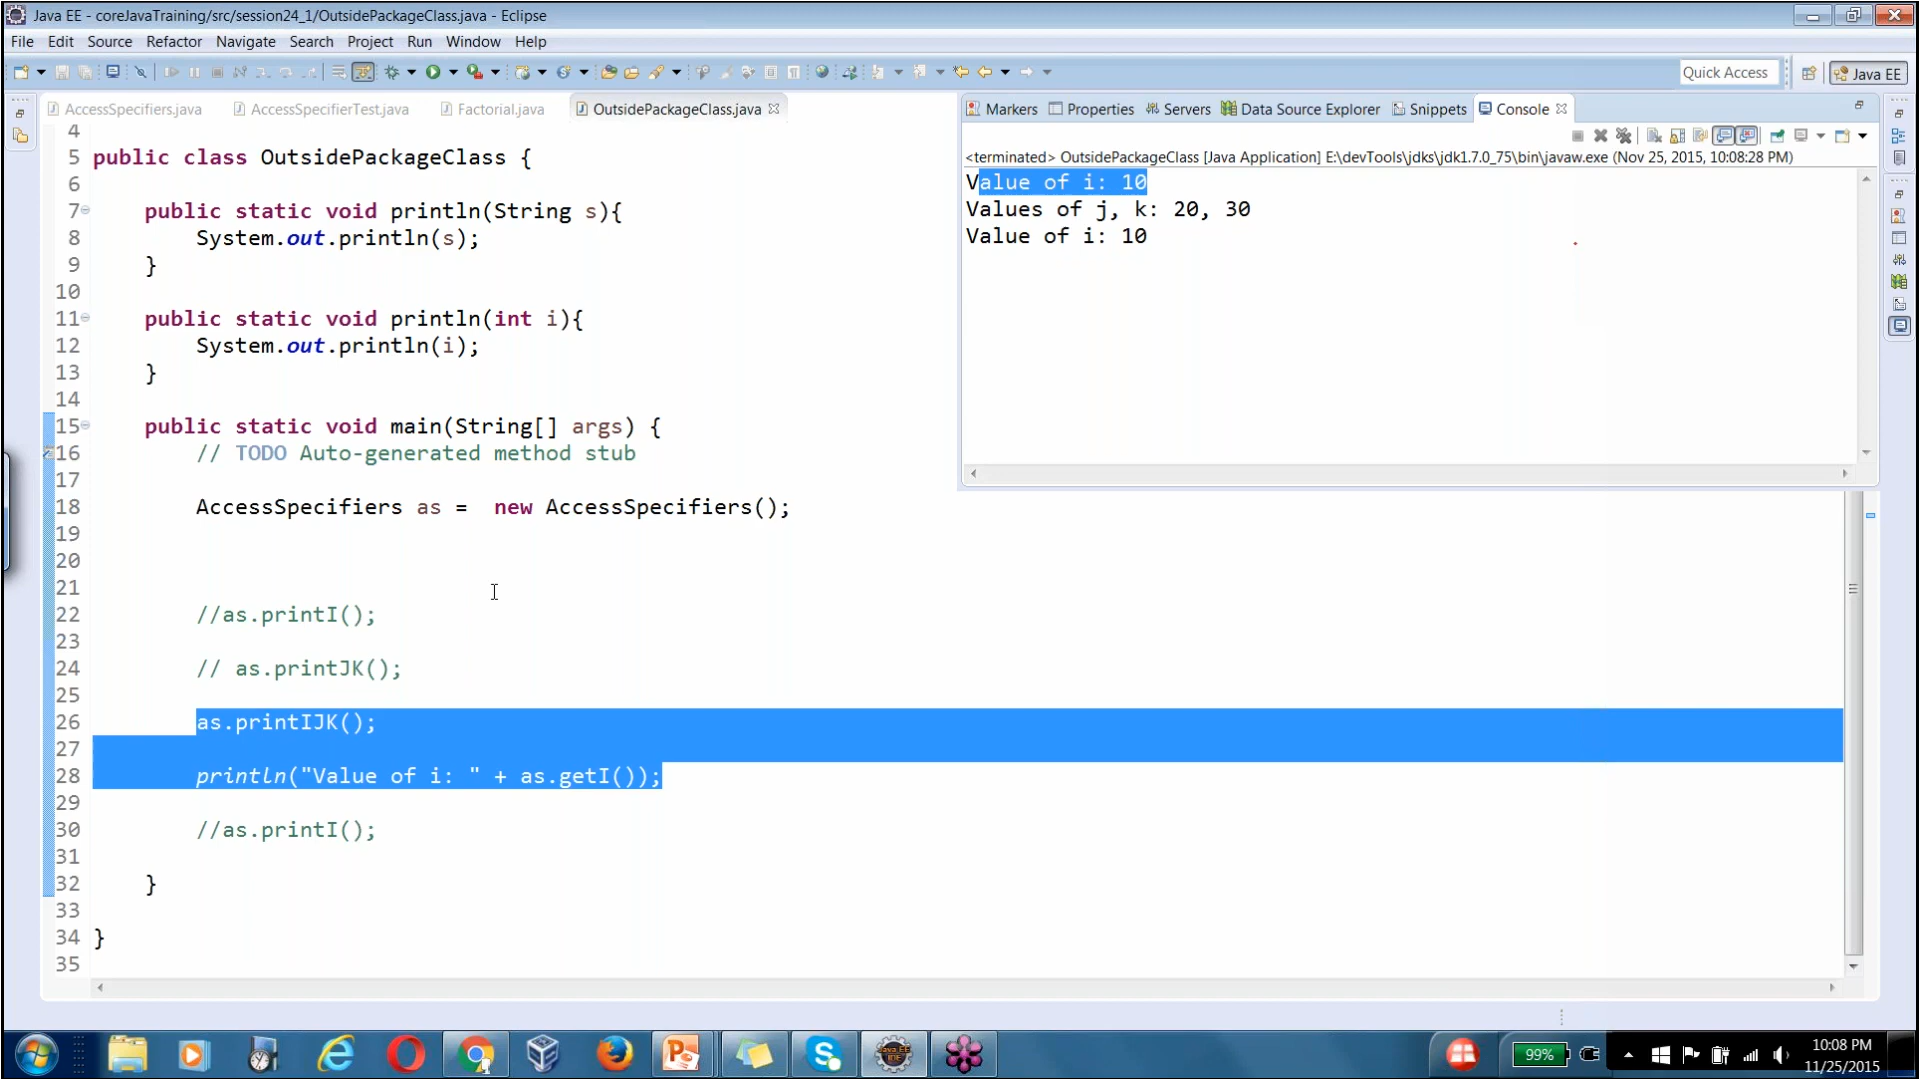 Java EE - coreJavaTraining/src/session24_1/OutsidePackageClass.java - Eclipse
File Edit Source Refactor Navigate Search Project Run Window Help
Quick Access
Java EE
AccessSpecifiers.java AccessSpecifierTest.java Factorial.java OutsidePackageClass.java
Markers Properties Servers Data Source Explorer Snippets Console
<terminated> OutsidePackageClass [Java Application] E:\devTools\jdks\jdk1.7.0_75\bin\javaw.exe (Nov 25, 2015, 10:08:28 PM)
Value of i: 10
Values of j, k: 20, 30
Value of i: 10
4
5 public class OutsidePackageClass {
6
7 public static void println(String s){
8 System.out.println(s);
9 }
10
11 public static void println(int i){
12 System.out.println(i);
13 }
14
15 public static void main(String[] args) {
16 // TODO Auto-generated method stub
17
18 AccessSpecifiers as =  new AccessSpecifiers();
19
20
21
22 //as.printI();
23
24 // as.printJK();
25
26 as.printIJK();
27
28 println("Value of i: " + as.getI());
29
30 //as.printI();
31
32 }
33
34 }
35
99%
10:08 PM
11/25/2015